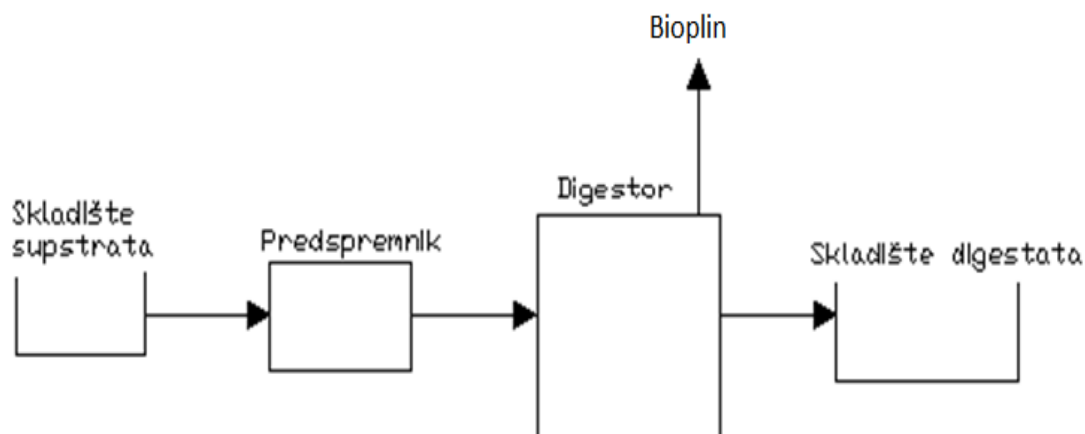 Bioplin
Digestor
Skladište
supstrata
Predspremnik
Skladište digestata